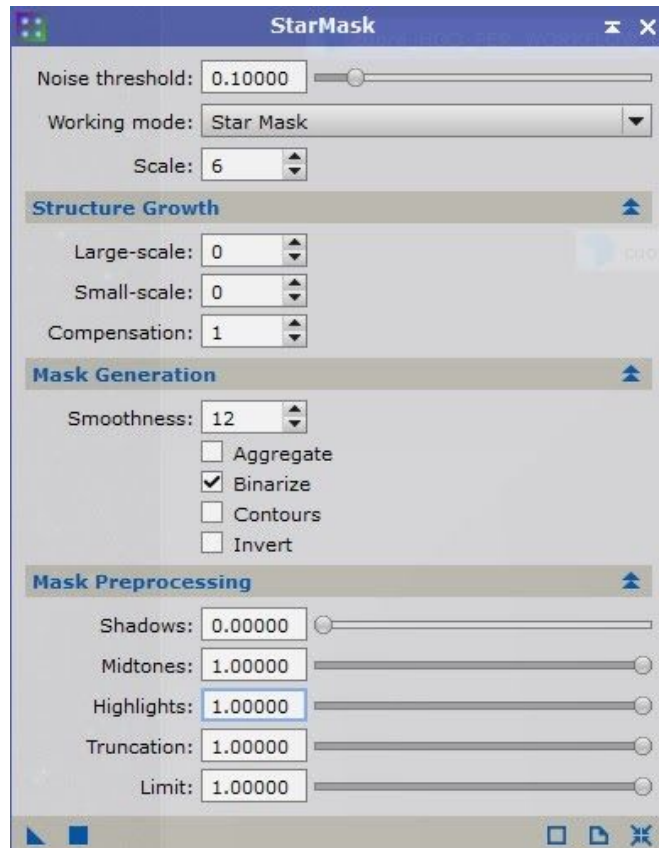 StarMask
Noise threshold: 0.10000
Working mode: Star Mask
Scale: 6
Structure Growth
Large-scale: 0
Small-scale: 0
Compensation: 1
Mask Generation
Smoothness: 12
Aggregate
Binarize
Contours
Invert
Mask Preprocessing
Shadows: 0.00000
Midtones: 1.00000
Highlights: 1.00000
Truncation: 1.00000
Limit: 1.00000